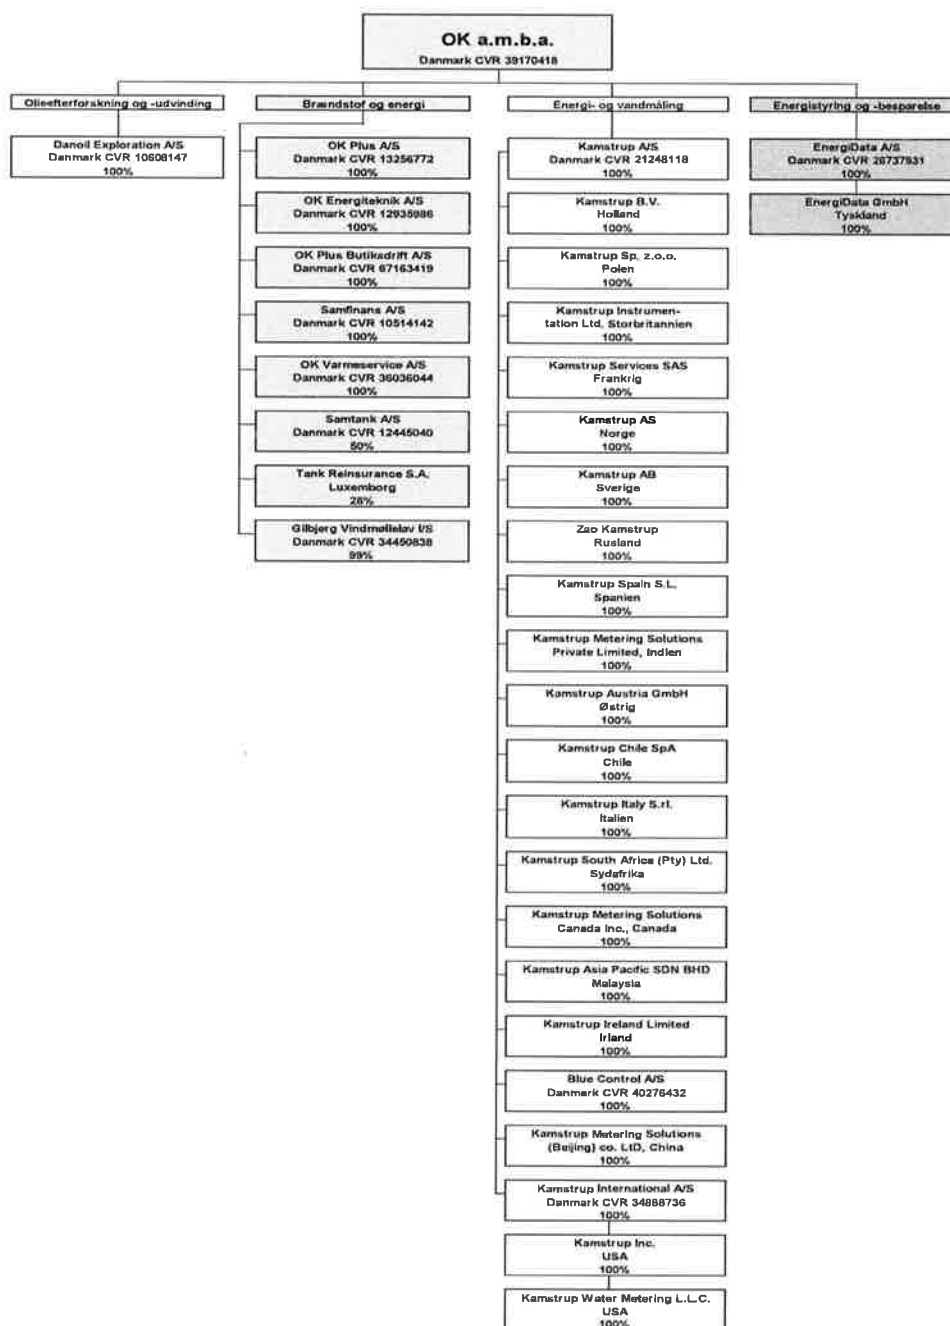 OK a.m.b.a.
Danmark CVR 39170418
Olieefterforskning og -udvinding
Brændstof og energi
Energi- og vandmåling
Energistyring og -besparelse
Danoil Exploration A/S
Danmark CVR 10608147
100%
OK Plus A/S
Danmark CVR 13256772
100%
OK Energiteknik A/S
Danmark CVR 12935986
100%
OK Plus Butiksdrift A/S
Danmark CVR 87163419
100%
Samfinans A/S
Danmark CVR 10514142
100%
OK Varmeservice A/S
Danmark CVR 36036044
100%
Samtank A/S
Danmark CVR 12445040
50%
Tank Reinsurance S.A.
Luxemborg
28%
Gilbjerg Vindmøllelav I/S
Danmark CVR 34450838
99%
Kamstrup A/S
Danmark CVR 21248118
100%
Kamstrup B.V.
Holland
100%
Kamstrup Sp. z.o.o.
Polen
100%
Kamstrup Instrumen-
tation Ltd, Storbritannien
100%
Kamstrup Services SAS
Frankrig
100%
Kamstrup AS
Norge
100%
Kamstrup AB
Sverige
100%
Zao Kamstrup
Rusland
100%
Kamstrup Spain S.L.
Spanien
100%
Kamstrup Metering Solutions
Private Limited, Indien
100%
Kamstrup Austria GmbH
Østrig
100%
Kamstrup Chile SpA
Chile
100%
Kamstrup Italy S.rl.
Italien
100%
Kamstrup South Africa (Pty) Ltd.
Sydafrika
100%
Kamstrup Metering Solutions
Canada Inc., Canada
100%
Kamstrup Asia Pacific SDN BHD
Malaysia
100%
Kamstrup Ireland Limited
Irland
100%
Blue Control A/S
Danmark CVR 40276432
100%
Kamstrup Metering Solutions
(Beijing) co. LtD, China
100%
Kamstrup International A/S
Danmark CVR 34888736
100%
Kamstrup Inc.
USA
100%
Kamstrup Water Metering L.L.C.
USA
100%
EnergiData A/S
Danmark CVR 28737931
100%
EnergiData GmbH
Tyskland
100%